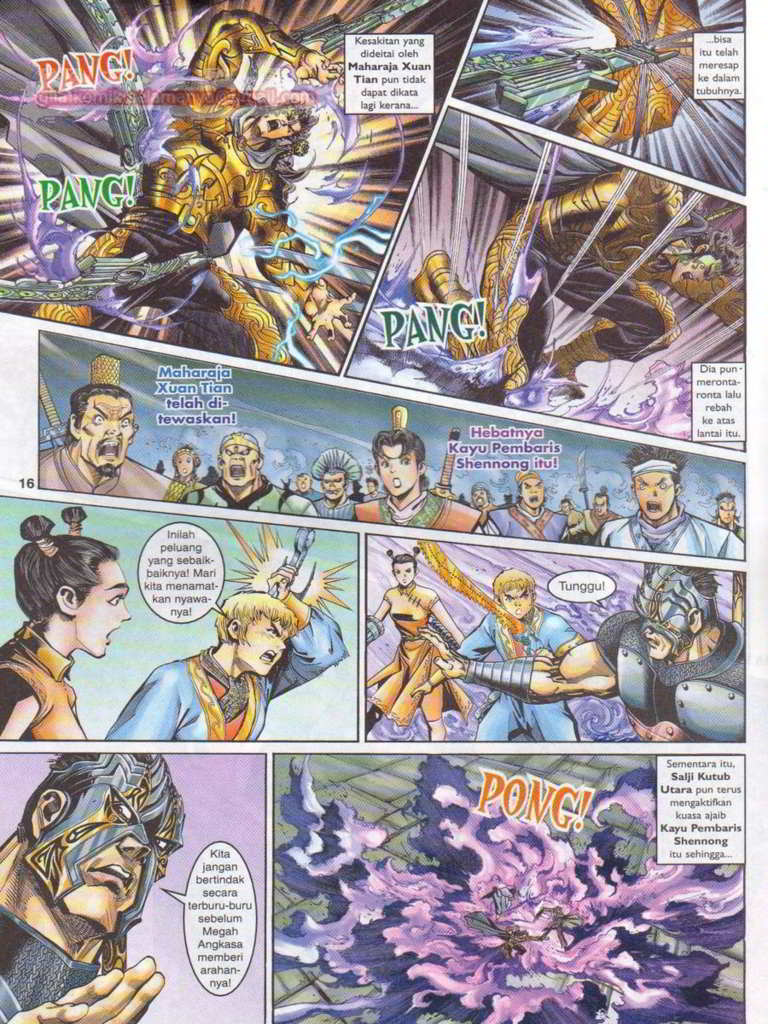 PANG!
PANG!
Kesakitan yang
dideitai oleh
Maharaja Xuan
Tian pun tidak
dapat dikata
lagi kerana...
...bisa
itu telah
meresap
ke dalam
tubuhnya.
PANG!
Dia pun
meronta-
ronta lalu
rebah
ke atas
lantai itu.
Maharaja
Xuan Tian
telah di-
tewaskan!
Hebatnya
Kayu Pembaris
Shennong itu!
16
Inilah
peluang
yang sebaik-
baiknya! Mari
kita menamat-
kan nyawa-
nya!
Tunggu!
Kita
jangan
bertindak
secara
terburu-buru
sebelum
Megah
Angkasa
memberi
arahan-
nya!
PONG!
Sementara itu,
Salji Kutub
Utara pun terus
mengaktifkan
kuasa ajaib
Kayu Pembaris
Shennong
itu sehingga...